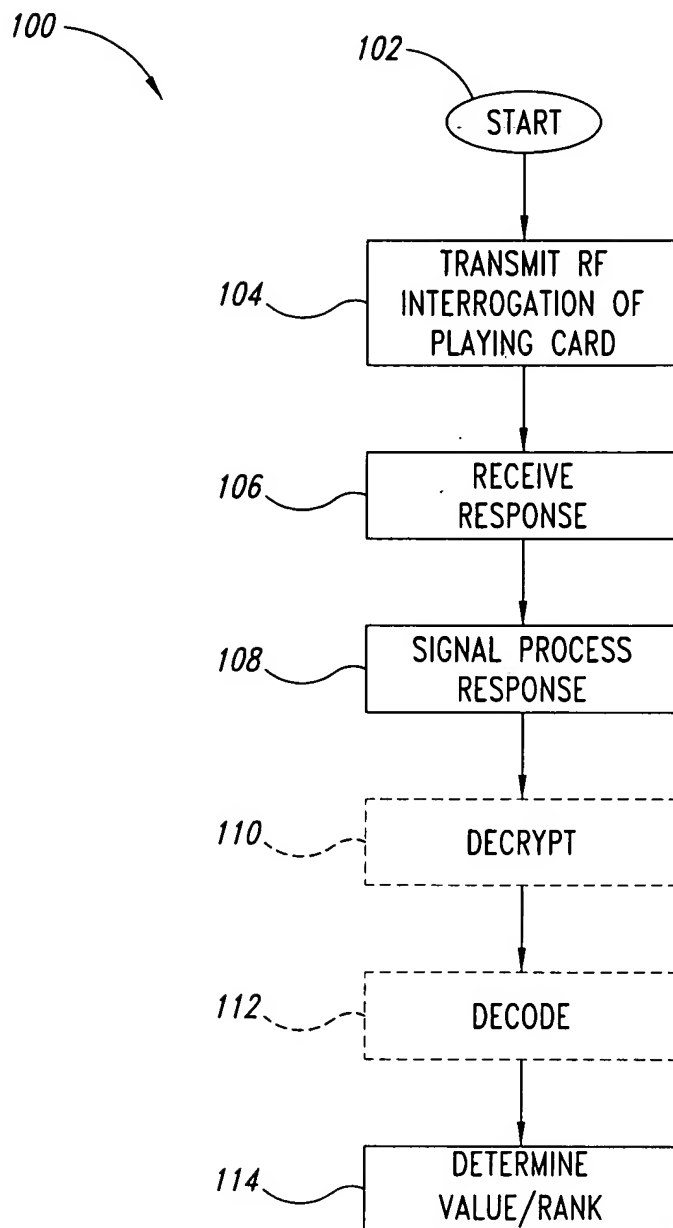 100
102
START
104
TRANSMIT RF
INTERROGATION OF
PLAYING CARD
106
RECEIVE
RESPONSE
108
SIGNAL PROCESS
RESPONSE
110
DECRYPT
112
DECODE
114
DETERMINE
VALUE/RANK